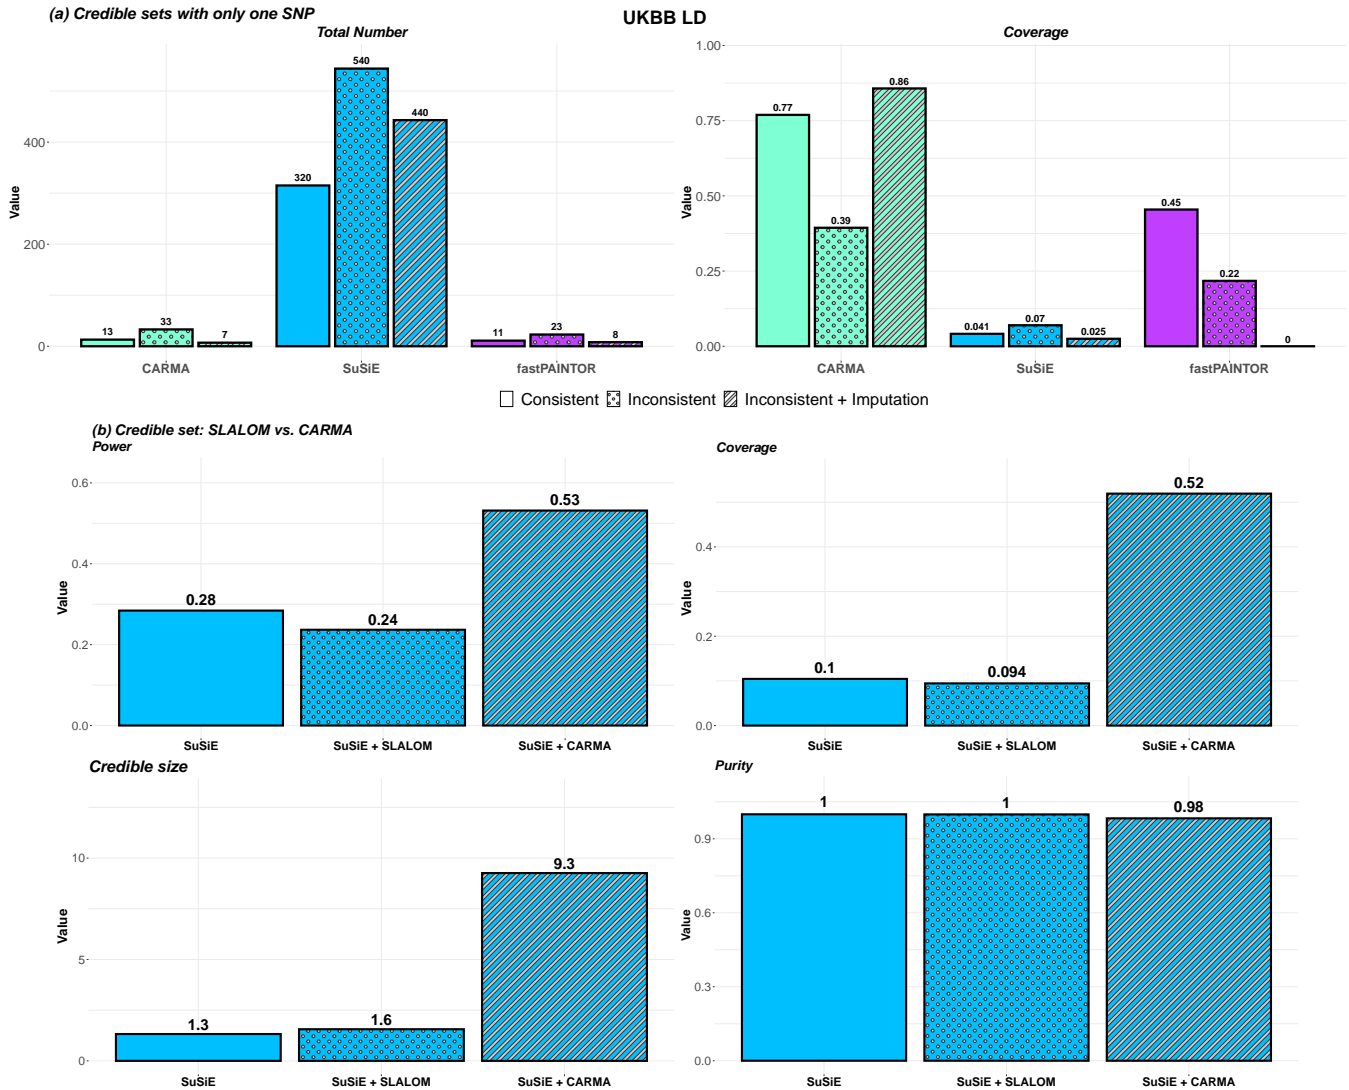 (a) Credible sets with only one SNP
UKBB LD
Total Number
Value
400
200
0
13
33
7
320
540
440
11
23
8
CARMA
SuSiE
fastPAINTOR
Coverage
Value
1.00
0.75
0.50
0.25
0.00
0.77
0.39
0.86
0.041
0.07
0.025
0.45
0.22
0
CARMA
SuSiE
fastPAINTOR
Consistent
Inconsistent
Inconsistent + Imputation
(b) Credible set: SLALOM vs. CARMA
Power
Value
0.6
0.4
0.2
0.0
0.28
0.24
0.53
SuSiE
SuSiE + SLALOM
SuSiE + CARMA
Coverage
Value
0.4
0.2
0.0
0.1
0.094
0.52
SuSiE
SuSiE + SLALOM
SuSiE + CARMA
Credible size
Value
10
5
0
1.3
1.6
9.3
SuSiE
SuSiE + SLALOM
SuSiE + CARMA
Purity
Value
0.9
0.6
0.3
0.0
1
1
0.98
SuSiE
SuSiE + SLALOM
SuSiE + CARMA